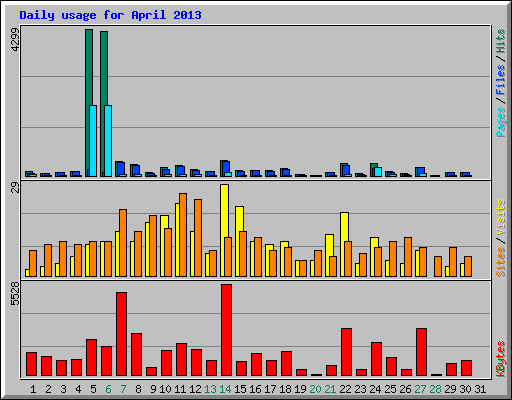 Daily usage for April 2013
4299
Pages / Files / Hits
29
Sites / Visits
5528
KBytes
1 2 3 4 5 6 7 8 9 10 11 12 13 14 15 16 17 18 19 20 21 22 23 24 25 26 27 28 29 30 31